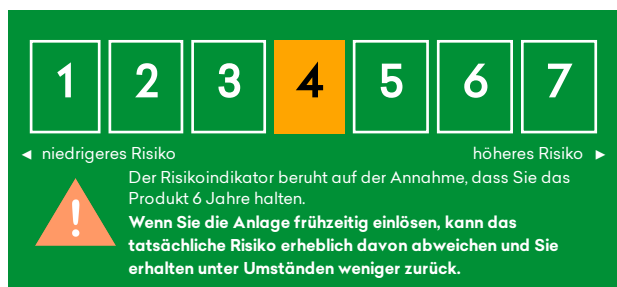 1 2 3 4 5 6 7
◄ niedrigeres Risiko höheres Risiko ►
Der Risikoindikator beruht auf der Annahme, dass Sie das
Produkt 6 Jahre halten.
Wenn Sie die Anlage frühzeitig einlösen, kann das
tatsächliche Risiko erheblich davon abweichen und Sie
erhalten unter Umständen weniger zurück.
!